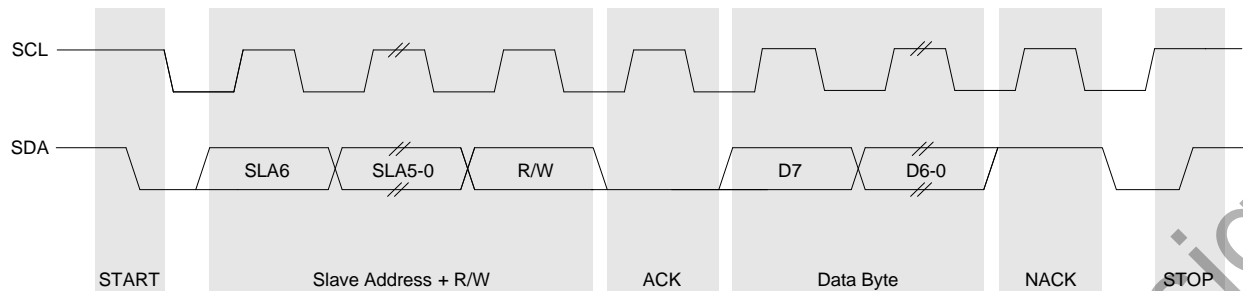 SCL
SDA
SLA6 SLA5-0 R/W D7 D6-0
START Slave Address + R/W ACK Data Byte NACK STOP